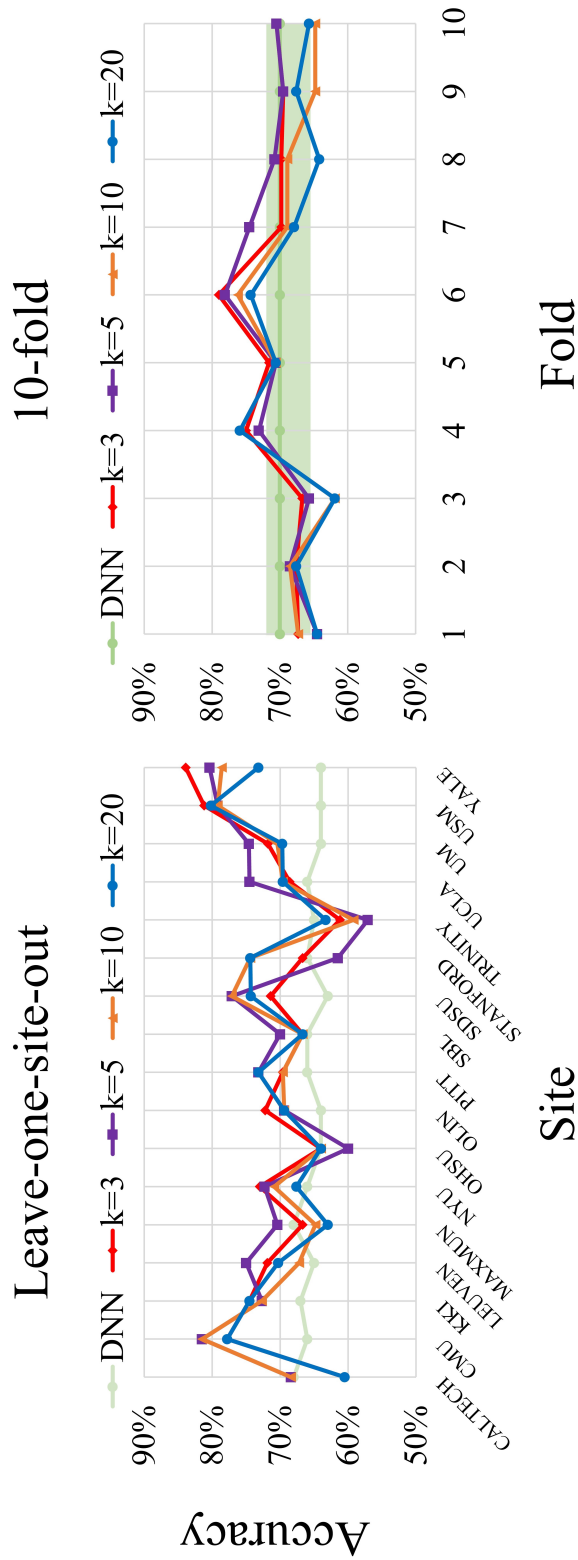 Leave-one-site-out
DNN k=3 k=5 k=10 k=20
Accuracy
90%
80%
70%
60%
50%
CALTECH
CMU
KKI
LEUVEN
MAXMUN
NYU
OHSU
OLIN
PITT
SBL
SDSU
STANFORD
TRINITY
UCLA
UM
USM
YALE
Site
10-fold
DNN k=3 k=5 k=10 k=20
90%
80%
70%
60%
50%
1 2 3 4 5 6 7 8 9 10
Fold